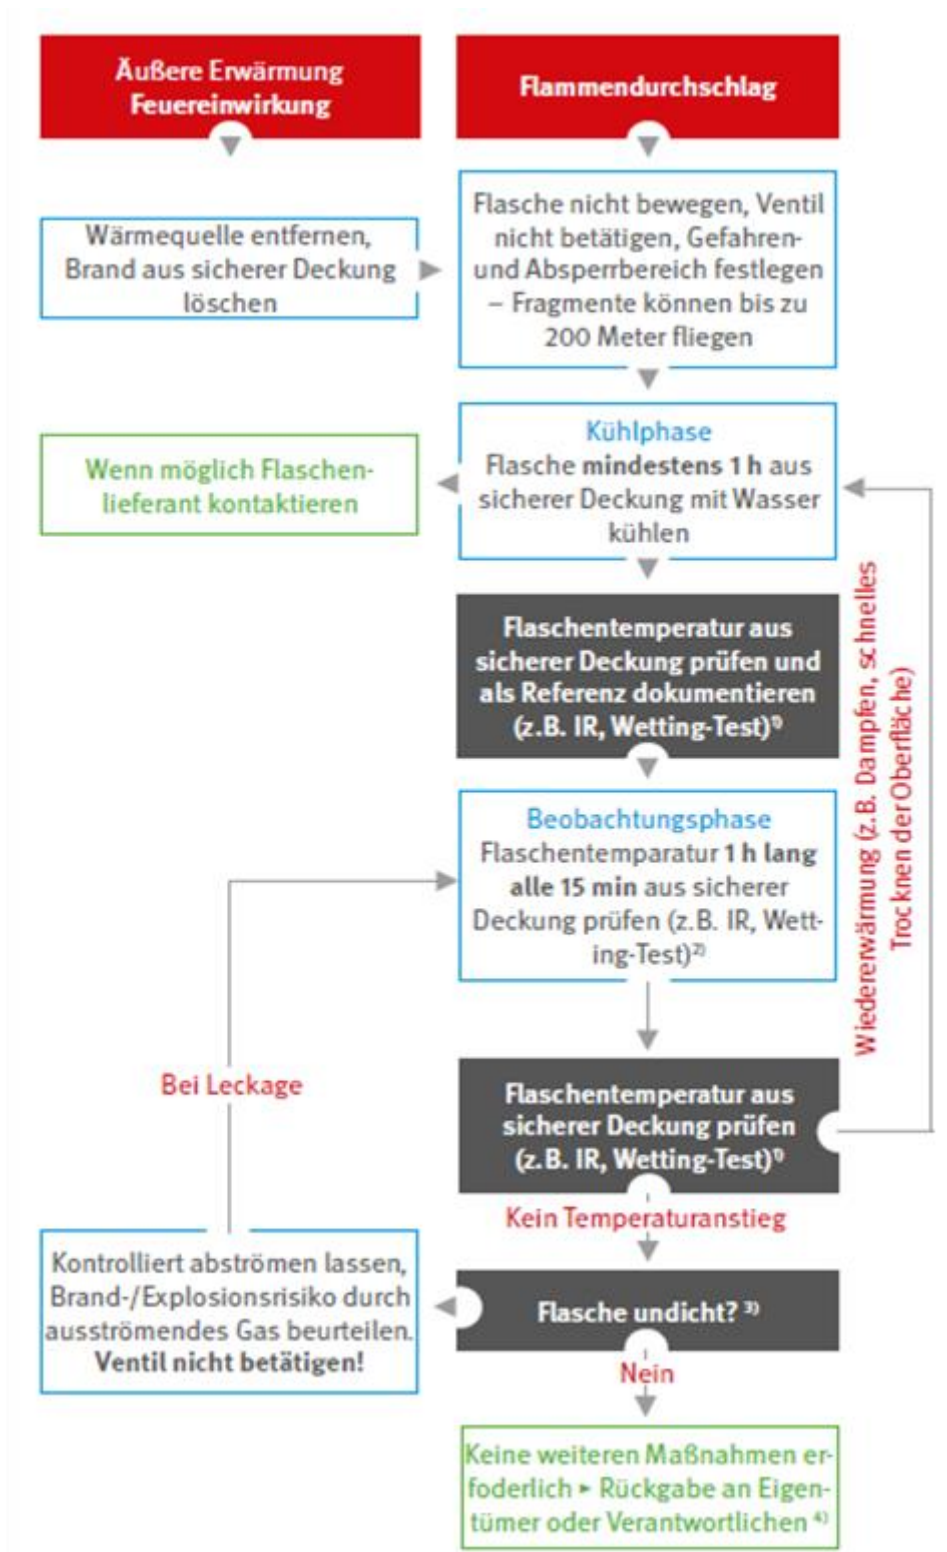 Äußere Erwärmung
Feuereinwirkung
Flammendurchschlag
Wärmequelle entfernen,
Brand aus sicherer Deckung
löschen
Flasche nicht bewegen, Ventil
nicht betätigen, Gefahren-
und Absperrbereich festlegen
– Fragmente können bis zu
200 Meter fliegen
Kühlphase
Flasche mindestens 1 h aus
sicherer Deckung mit Wasser
kühlen
Wenn möglich Flaschen-
lieferant kontaktieren
Flaschentemperatur aus
sicherer Deckung prüfen und
als Referenz dokumentieren
(z.B. IR, Wetting-Test)¹⁾
Beobachtungsphase
Flaschentemparatur 1 h lang
alle 15 min aus sicherer
Deckung prüfen (z.B. IR, Wett-
ing-Test)²⁾
Wiedererwärmung (z.B. Dampfen, schnelles
Trocknen der Oberfläche)
Bei Leckage
Flaschentemperatur aus
sicherer Deckung prüfen
(z.B. IR, Wetting-Test)¹⁾
Kein Temperaturanstieg
Kontrolliert abströmen lassen,
Brand-/Explosionsrisiko durch
ausströmendes Gas beurteilen.
Ventil nicht betätigen!
Flasche undicht? ³⁾
Nein
Keine weiteren Maßnahmen er-
foderlich ► Rückgabe an Eigen-
tümer oder Verantwortlichen ⁴⁾